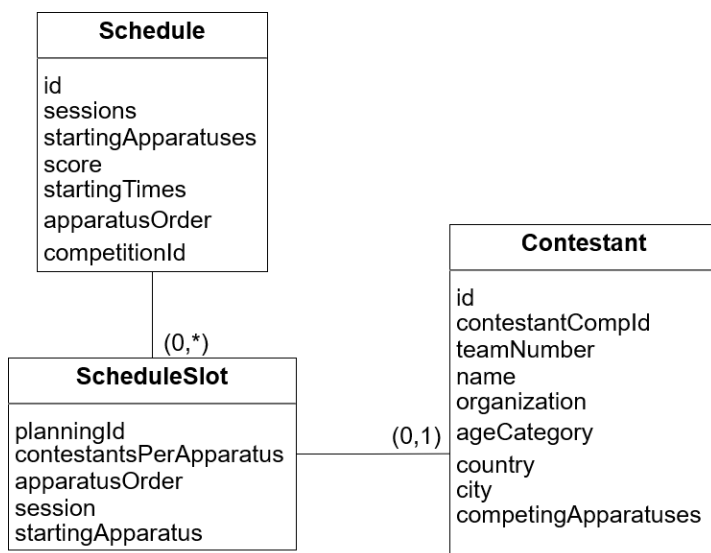 Schedule
id
sessions
startingApparatuses
score
startingTimes
apparatusOrder
competitionId
(0,*)
ScheduleSlot
planningId
contestantsPerApparatus
apparatusOrder
session
startingApparatus
(0,1)
Contestant
id
contestantCompId
teamNumber
name
organization
ageCategory
country
city
competingApparatuses